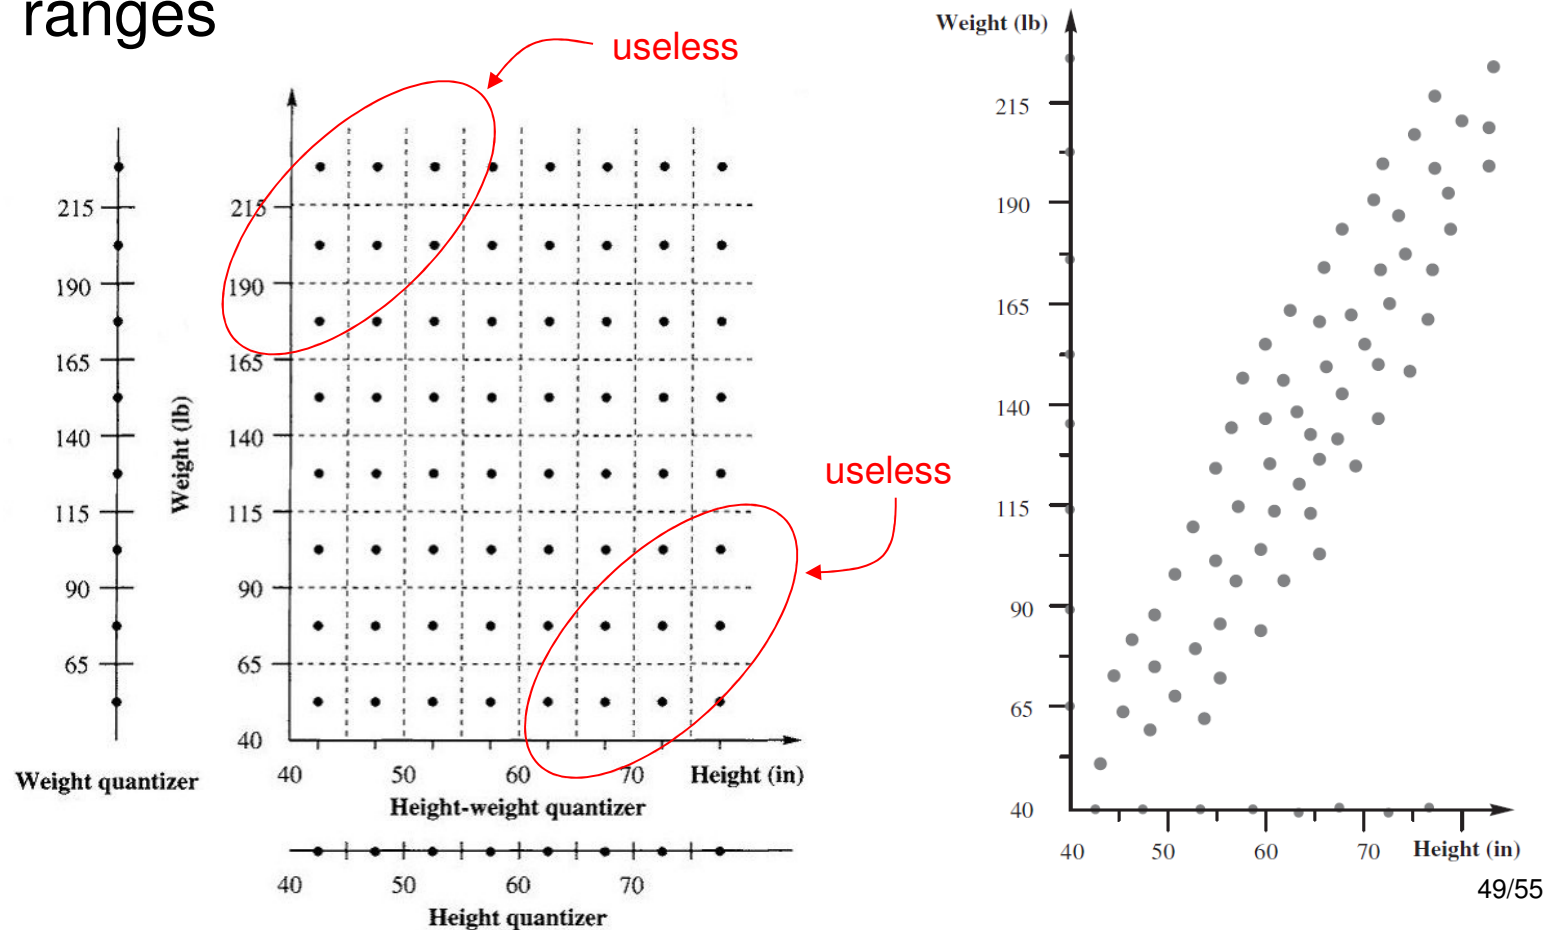 ranges
useless
215
190
165
140
115
90
65
Weight quantizer
Weight (lb)
215
190
165
140
115
90
65
40
40 50 60 70 Height (in)
Height-weight quantizer
useless
40 50 60 70
Height quantizer
Weight (lb)
215
190
165
140
115
90
65
40
40 50 60 70 Height (in)
49/55